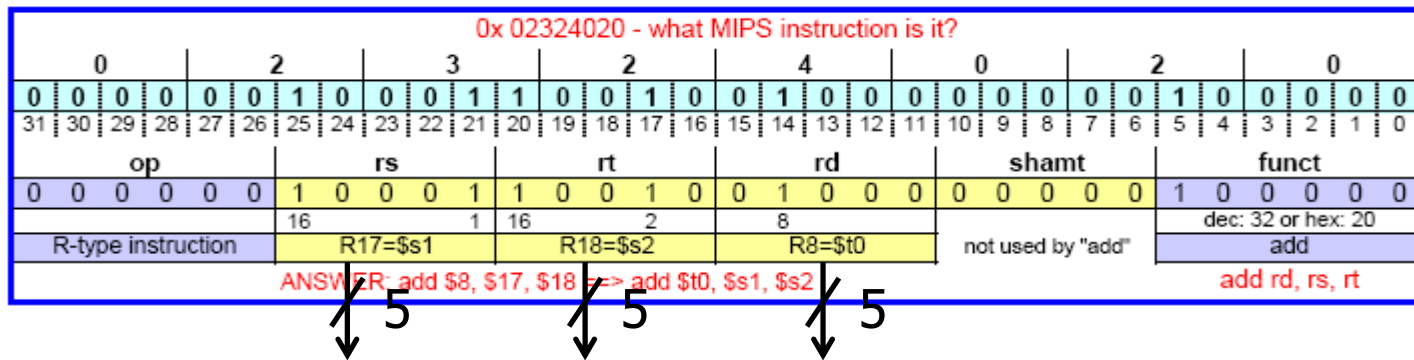 0x 02324020 - what MIPS instruction is it?
0 2 3 2 4 0 2 0
0 0 0 0 0 0 1 0 0 0 1 1 0 0 1 0 0 1 0 0 0 0 0 0 0 0 1 0 0 0 0 0
31 30 29 28 27 26 25 24 23 22 21 20 19 18 17 16 15 14 13 12 11 10 9 8 7 6 5 4 3 2 1 0
op rs rt rd shamt funct
0 0 0 0 0 0 1 0 0 0 1 1 0 0 1 0 0 1 0 0 0 0 0 0 0 0 1 0 0 0 0 0
16 1 16 2 8 dec: 32 or hex: 20
R-type instruction R17=$s1 R18=$s2 R8=$t0 not used by "add" add
ANSWER: add $8, $17, $18 ==> add $t0, $s1, $s2 add rd, rs, rt
5 5 5